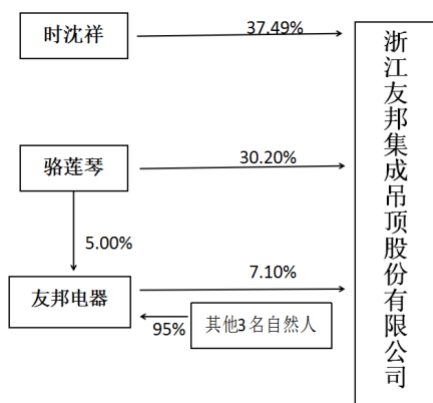 时沈祥
37.49%
骆莲琴
30.20%
5.00%
友邦电器
7.10%
95%
其他3名自然人
浙江友邦集成吊顶股份有限公司